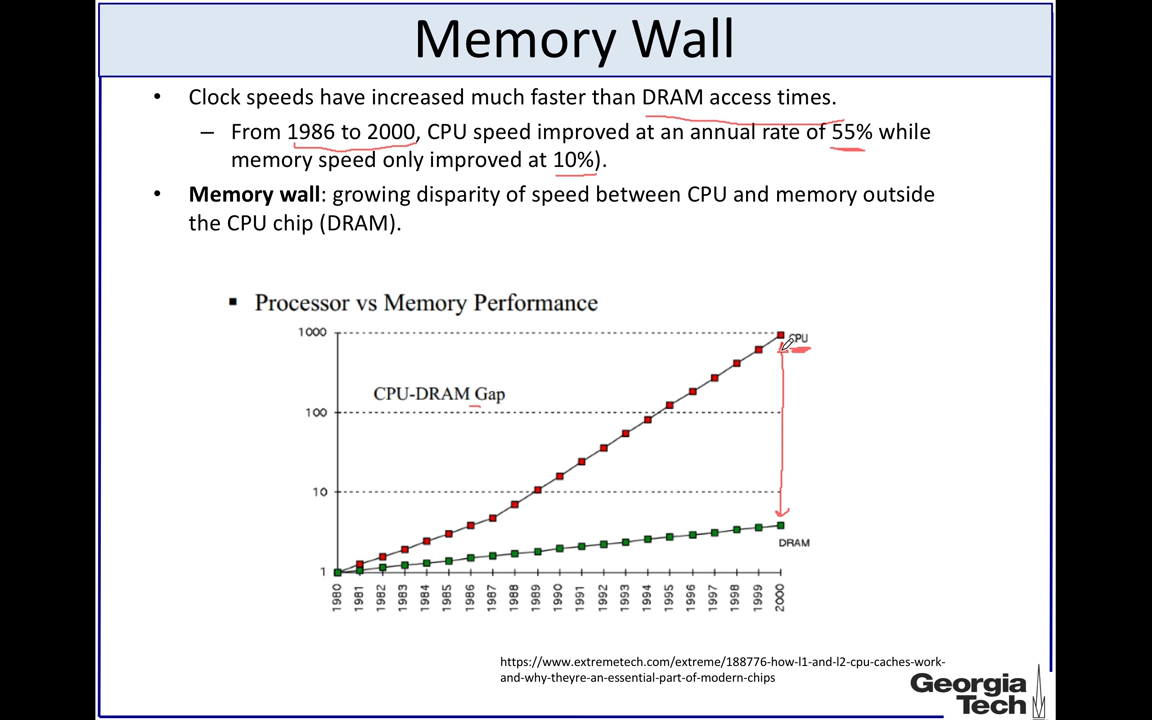 Memory Wall
• Clock speeds have increased much faster than DRAM access times.
– From 1986 to 2000, CPU speed improved at an annual rate of 55% while
memory speed only improved at 10%).
• Memory wall: growing disparity of speed between CPU and memory outside
the CPU chip (DRAM).
▪ Processor vs Memory Performance
1000
CPU
CPU-DRAM Gap
100
10
DRAM
1
1980 1981 1982 1983 1984 1985 1986 1987 1988 1989 1990 1991 1992 1993 1994 1995 1996 1997 1998 1999 2000
https://www.extremetech.com/extreme/188776-how-l1-and-l2-cpu-caches-work-
and-why-theyre-an-essential-part-of-modern-chips
Georgia
Tech